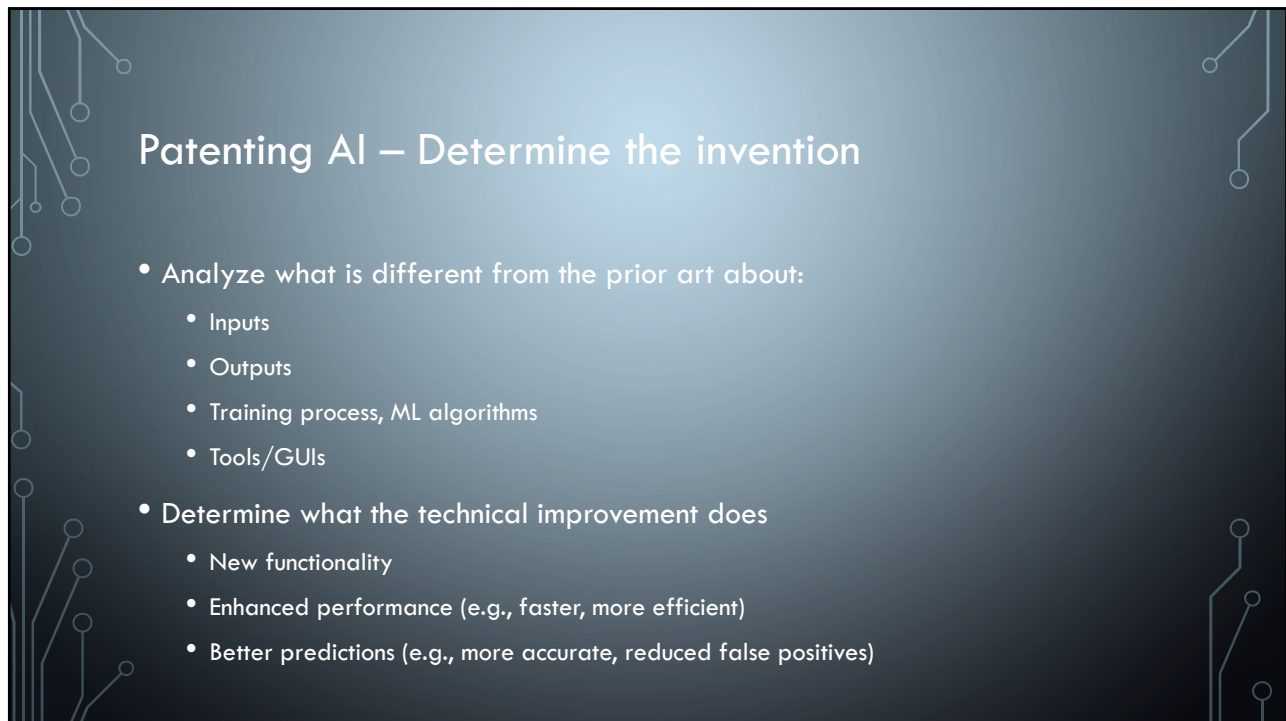 Patenting AI – Determine the invention
• Analyze what is different from the prior art about:
• Inputs
• Outputs
• Training process, ML algorithms
• Tools/GUIs
• Determine what the technical improvement does
• New functionality
• Enhanced performance (e.g., faster, more efficient)
• Better predictions (e.g., more accurate, reduced false positives)